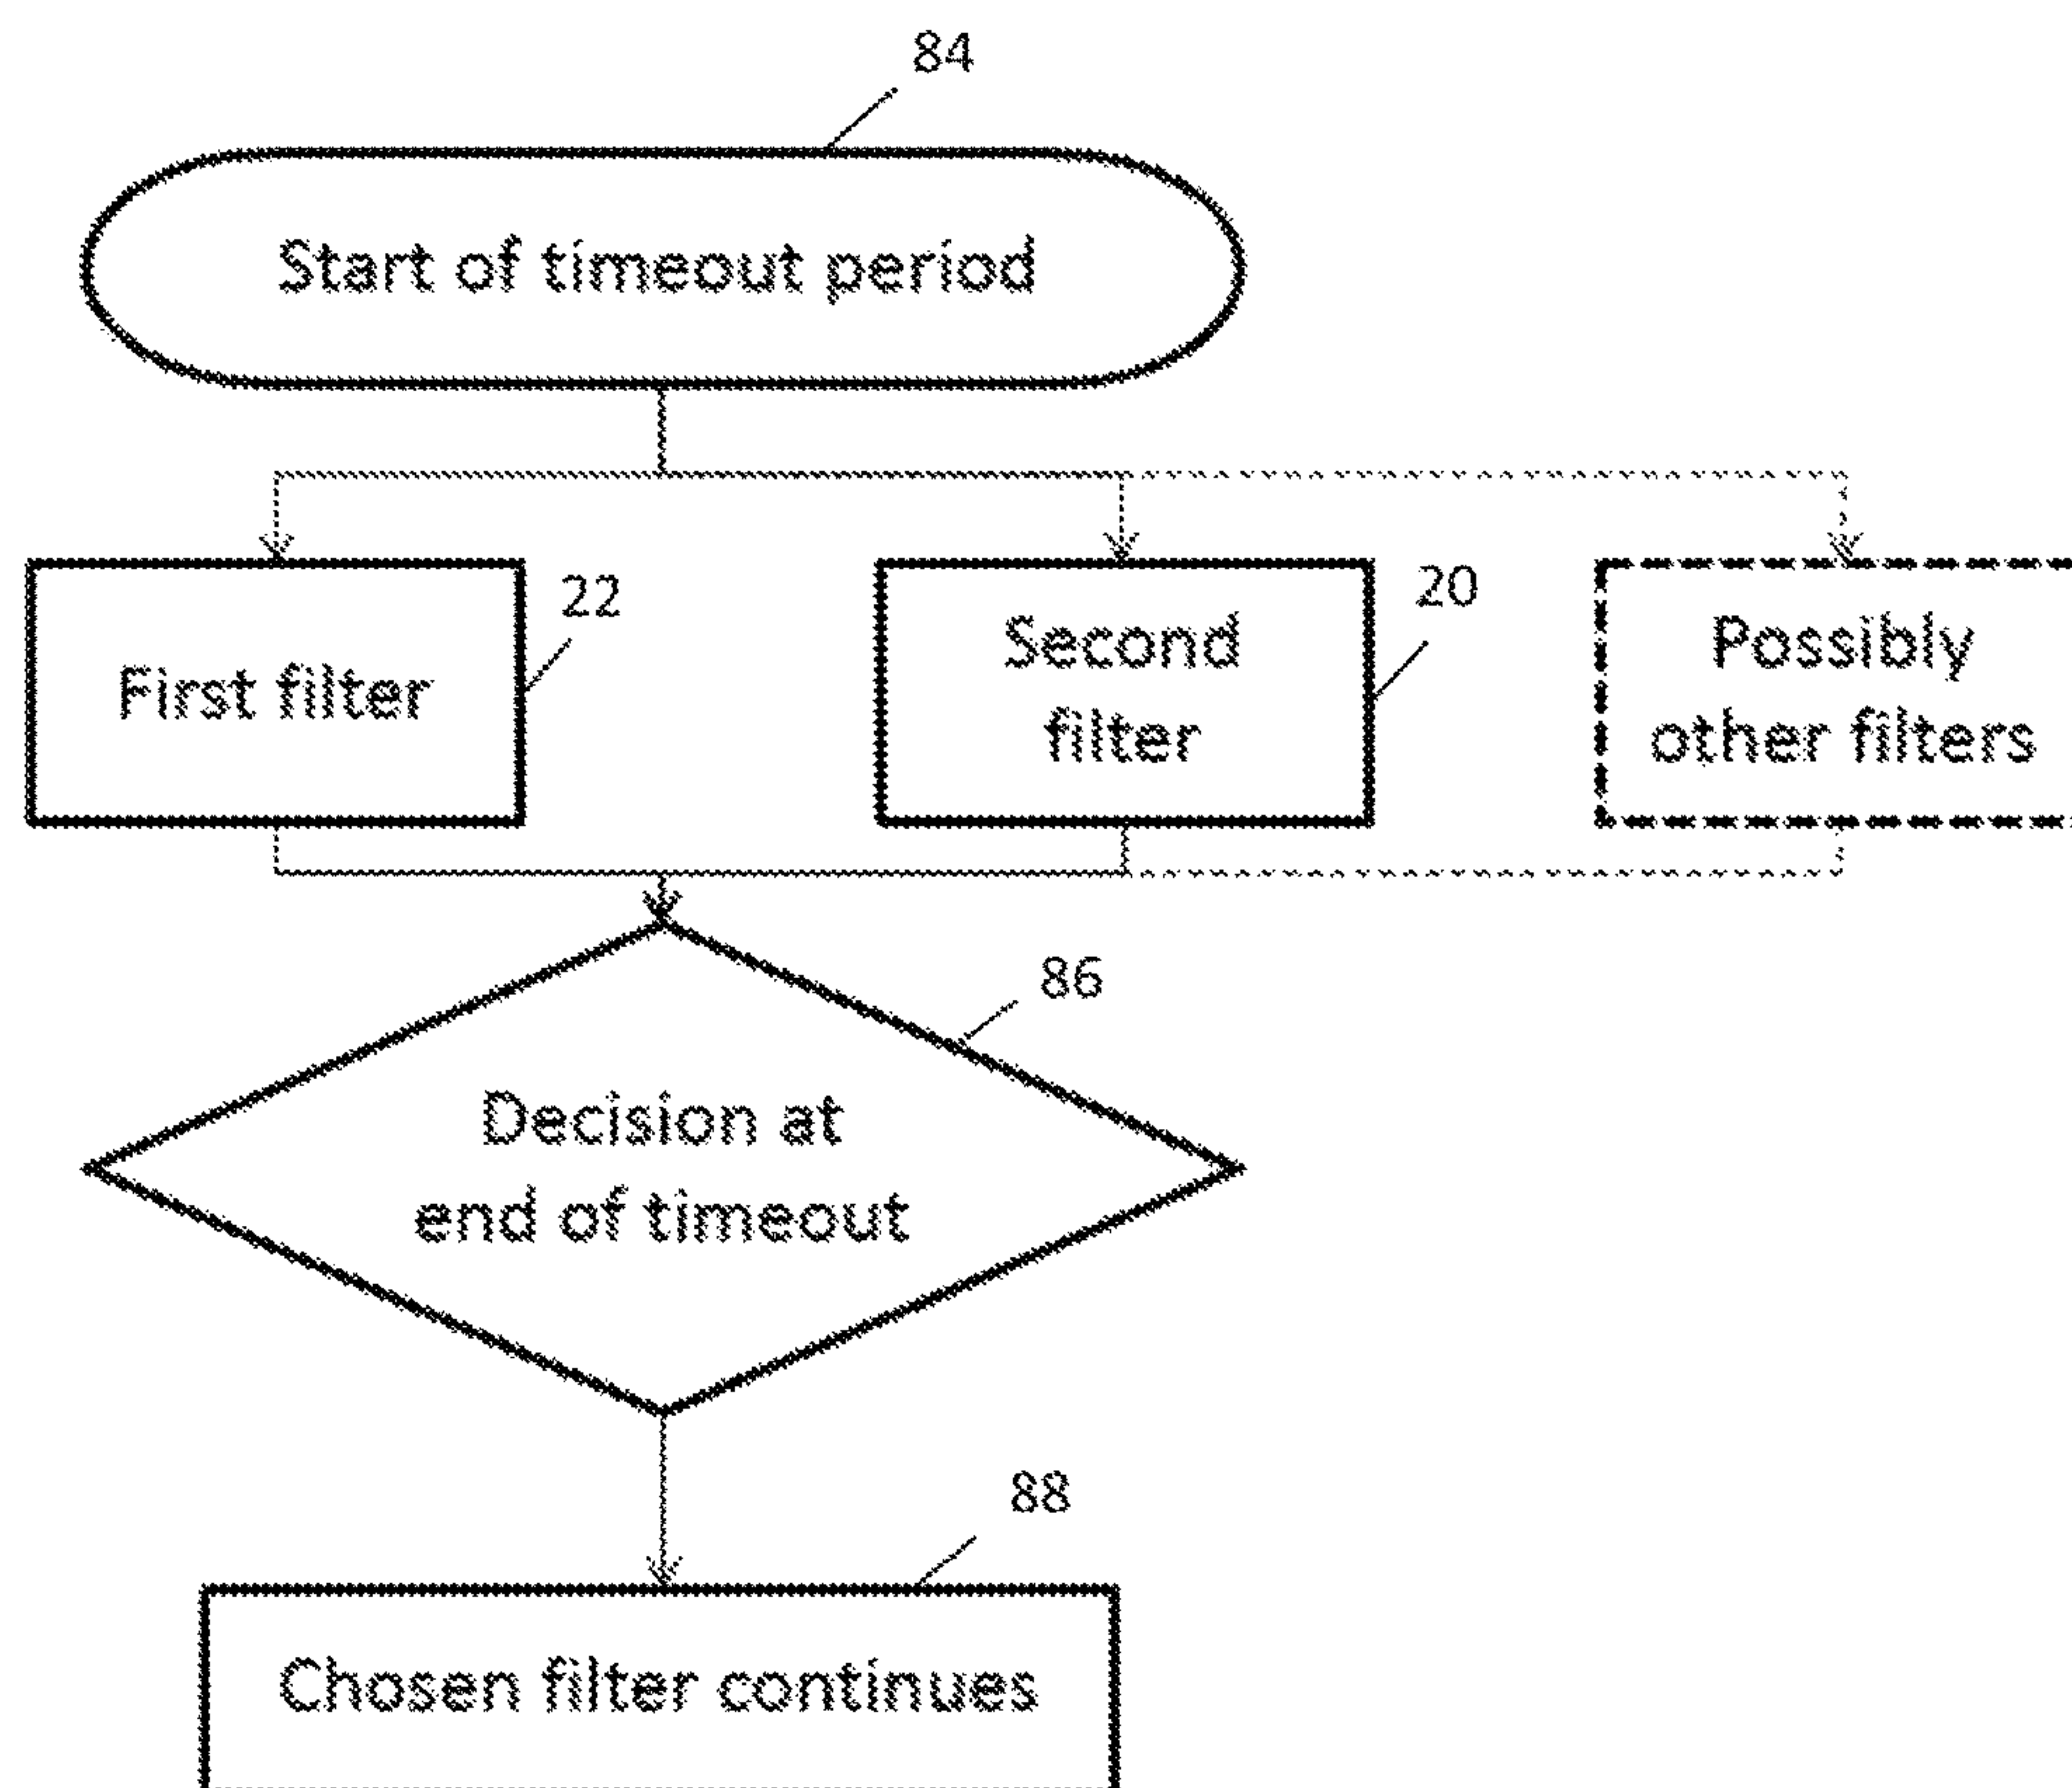 84
Start of timeout period
First filter
22
Second
filter
20
Possibly
other filters
86
Decision at
end of timeout
88
Chosen filter continues